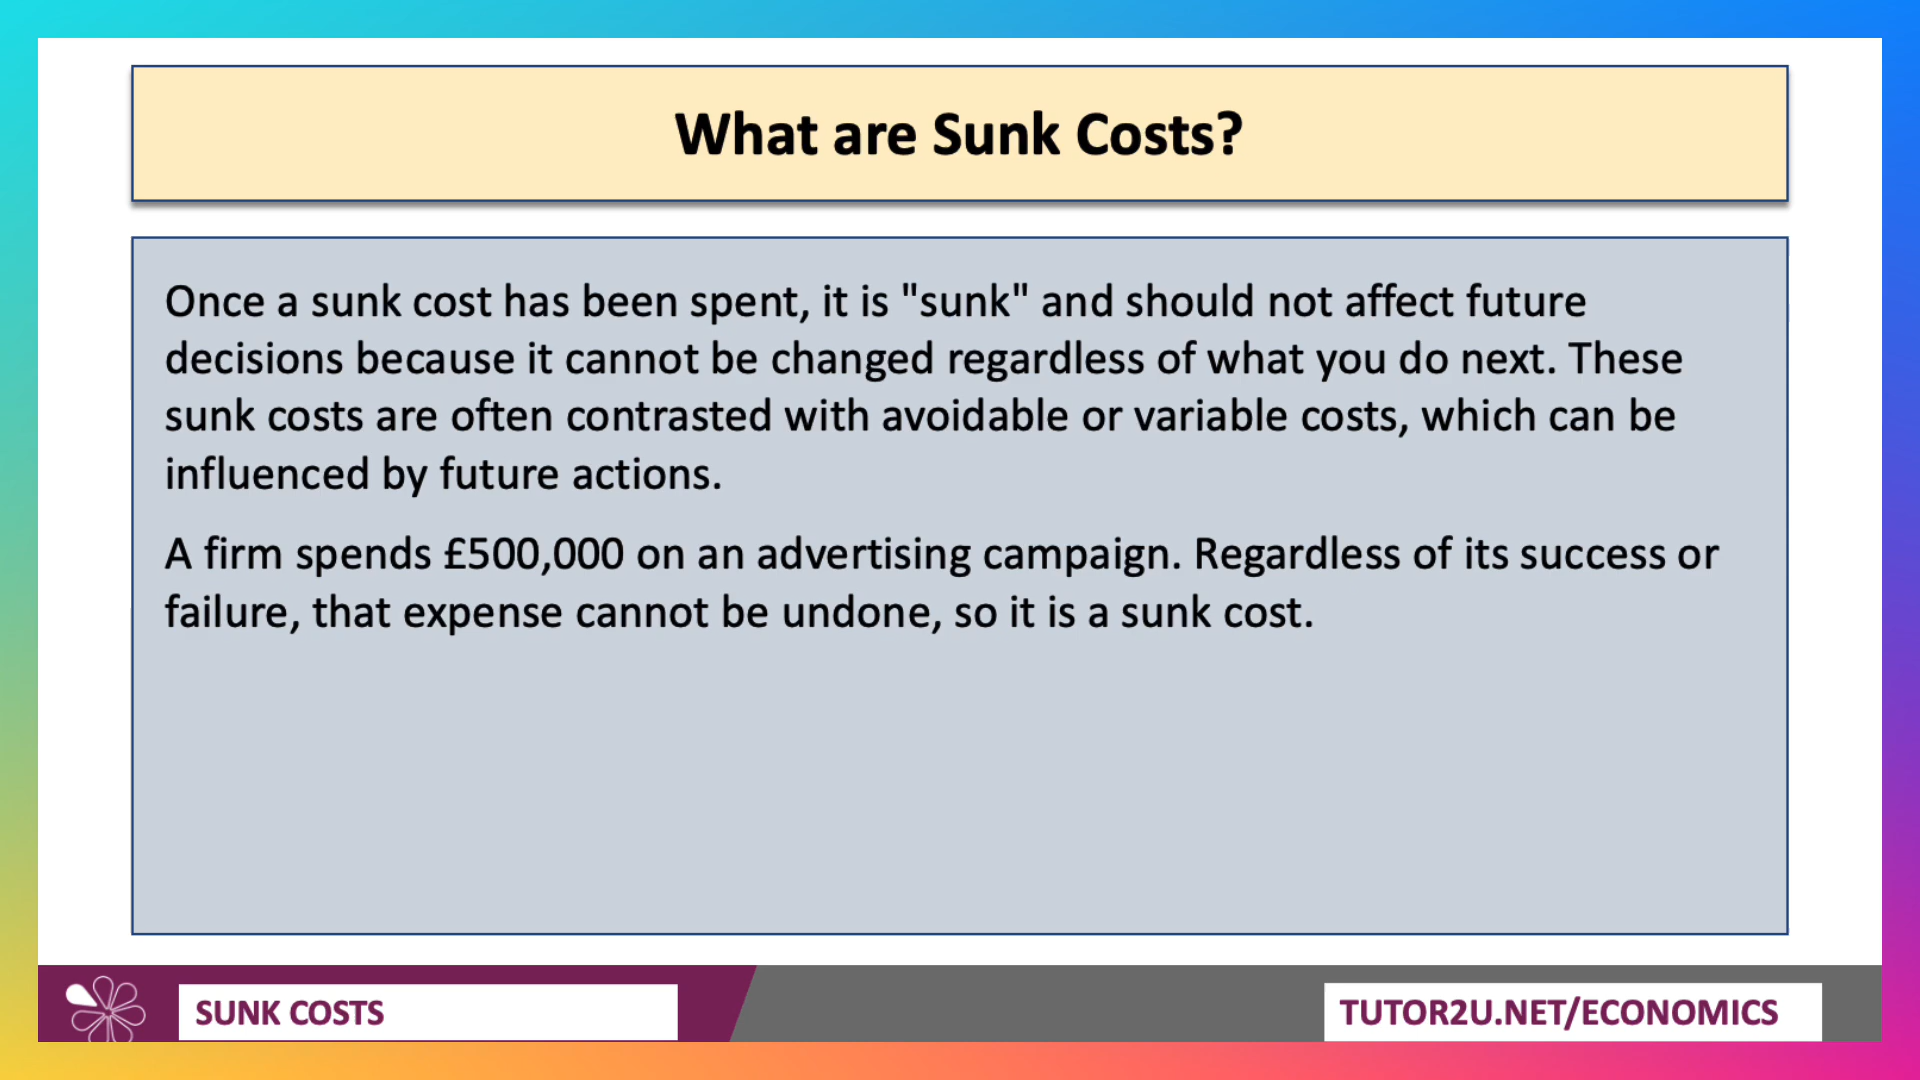 What are Sunk Costs?
Once a sunk cost has been spent, it is "sunk" and should not affect future
decisions because it cannot be changed regardless of what you do next. These
sunk costs are often contrasted with avoidable or variable costs, which can be
influenced by future actions.
A firm spends £500,000 on an advertising campaign. Regardless of its success or
failure, that expense cannot be undone, so it is a sunk cost.
SUNK COSTS
TUTOR2U.NET/ECONOMICS